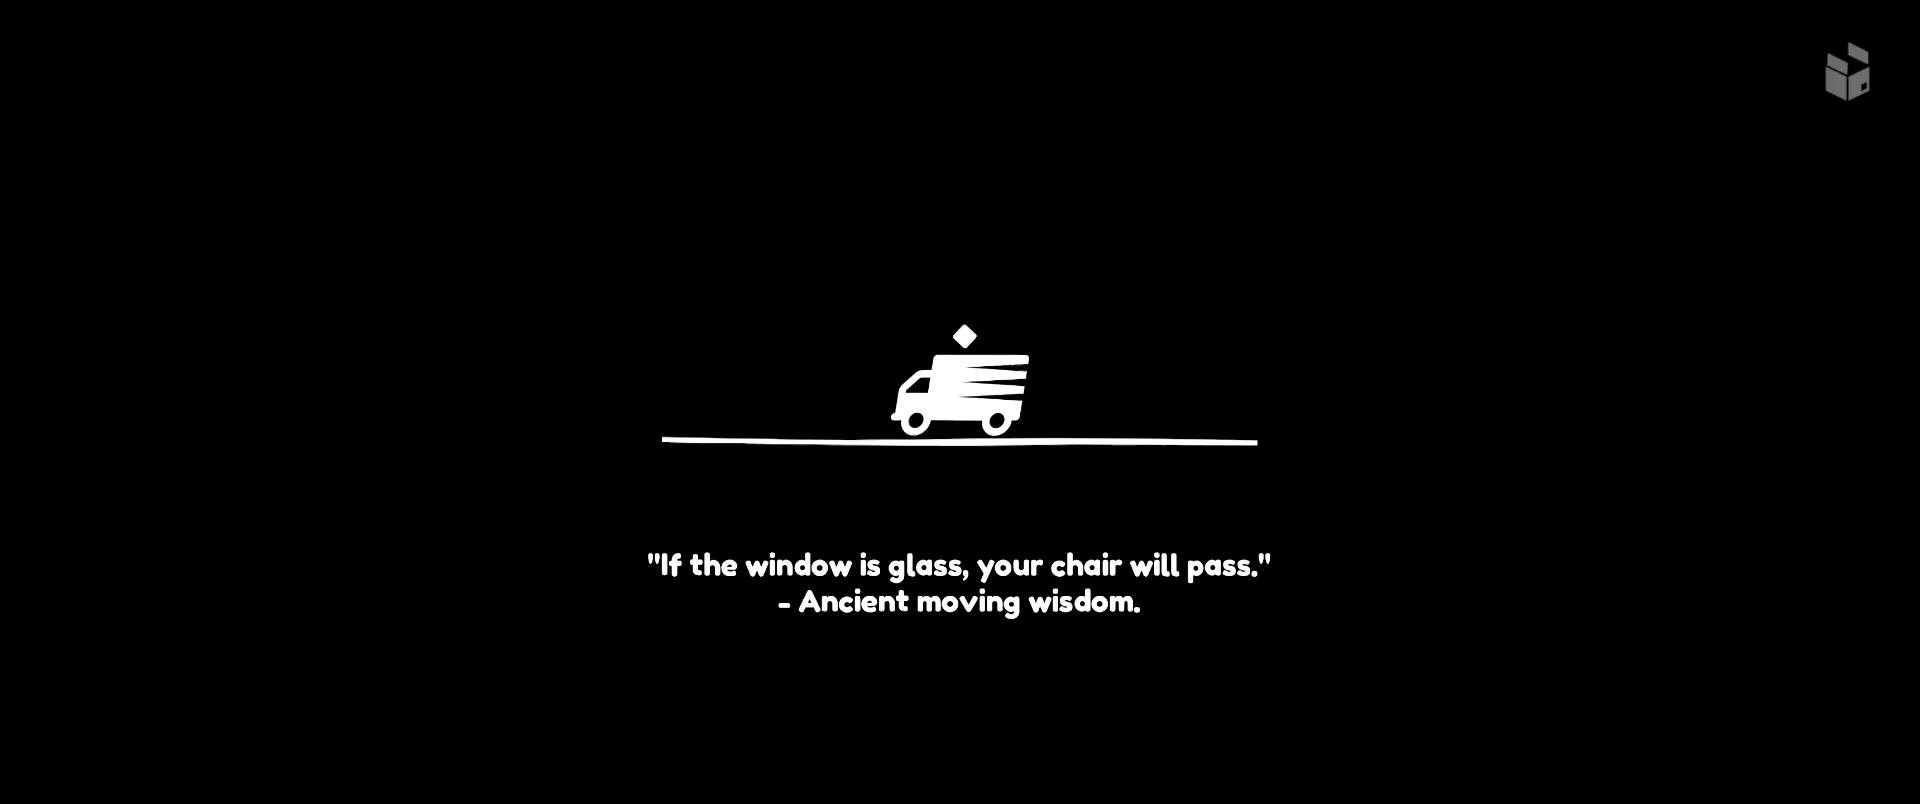 "If the window is glass, your chair will pass."
- Ancient moving wisdom.